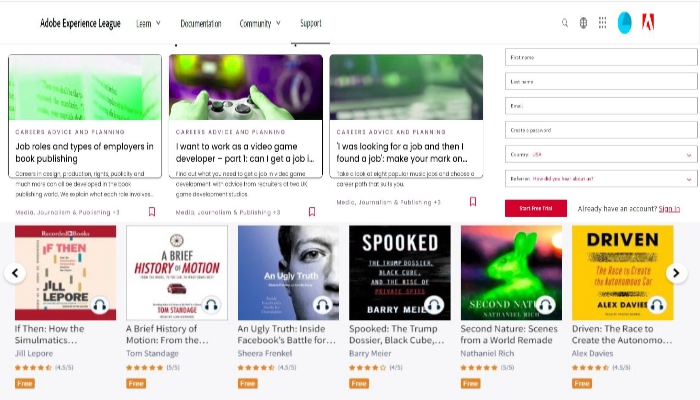 Adobe Experience League Learn Documentation Community Support
First name
Last name
Email
Create a password
Country: USA
Referrer: How did you hear about us?
Start Free Trial Already have an account? Sign in
CAREERS ADVICE AND PLANNING
Job roles and types of employers in
book publishing
Careers in design, production, rights, publicity and
much more can all be developed in the book
publishing world. We explain what each role involves...
Media, Journalism & Publishing +3
CAREERS ADVICE AND PLANNING
I want to work as a video game
developer – part 1: can I get a job i...
Find out what you need to get a job in video game
development with advice from recruiters of two UK
game development studios
Media, Journalism & Publishing +3
CAREERS ADVICE AND PLANNING
'I was looking for a job and then I
found a job': make your mark on...
Take a look at eight popular music jobs and choose a
career path that suits you.
Media, Journalism & Publishing +3
Recorded Books
IF THEN
JILL
LEPORE
If Then: How the
Simulmatics...
Jill Lepore
(4.5/5)
Free
A BRIEF
HISTORY of MOTION
TOM STANDAGE
A Brief History of
Motion: From the...
Tom Standage
(5/5)
Free
An Ugly Truth
An Ugly Truth: Inside
Facebook's Battle for...
Sheera Frenkel
(4.5/5)
Free
SPOOKED
THE TRUMP
DOSSIER,
BLACK CUBE,
AND THE RISE OF
PRIVATE SPIES
BARRY MEIER
Spooked: The Trump
Dossier, Black Cube,...
Barry Meier
(4/5)
Free
SECOND NATURE
NATHANIEL RICH
Second Nature: Scenes
from a World Remade
Nathaniel Rich
(5/5)
Free
DRIVEN
The Race to Create
the Autonomous Car
ALEX DAVIES
Driven: The Race to
Create the Autonomo...
Alex Davies
(4.5/5)
Free